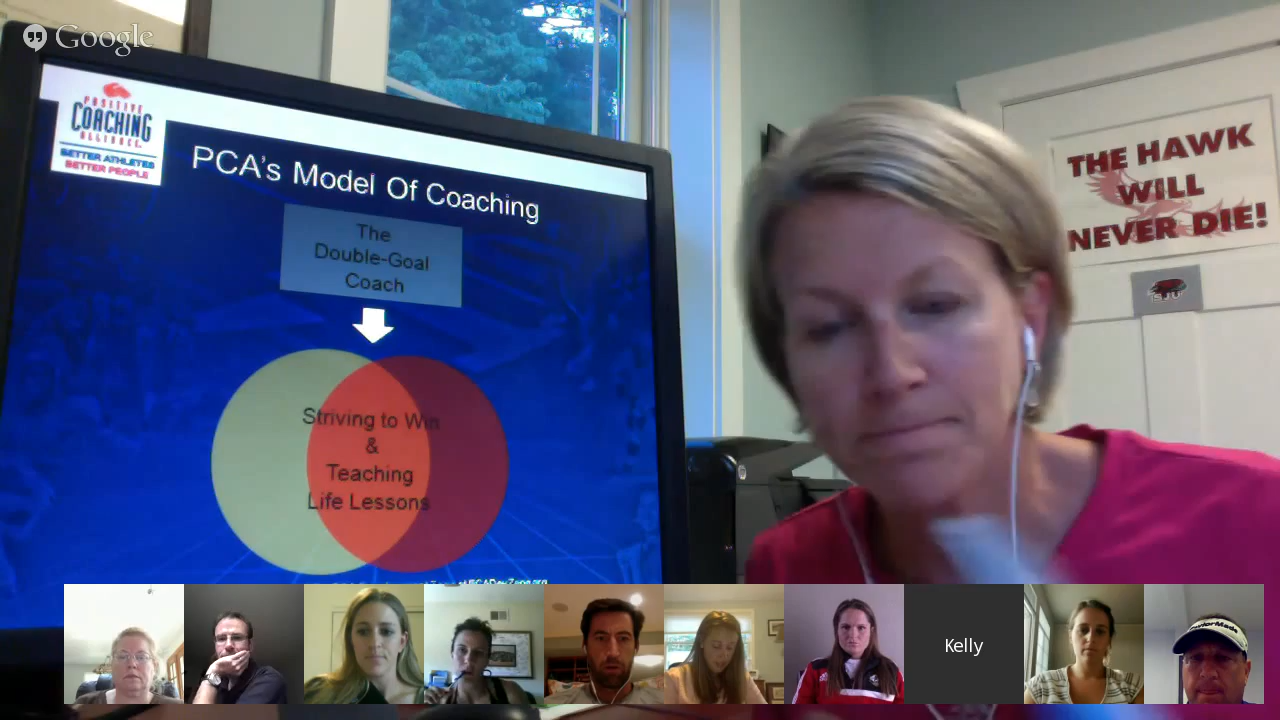 Google
POSITIVE
COACHING
ALLIANCE
BETTER ATHLETES
BETTER PEOPLE
PCA's Model Of Coaching
The
Double-Goal
Coach
Striving to Win
&
Teaching
Life Lessons
THE HAWK
WILL
NEVER DIE!
SJU
Kelly
TaylorMade